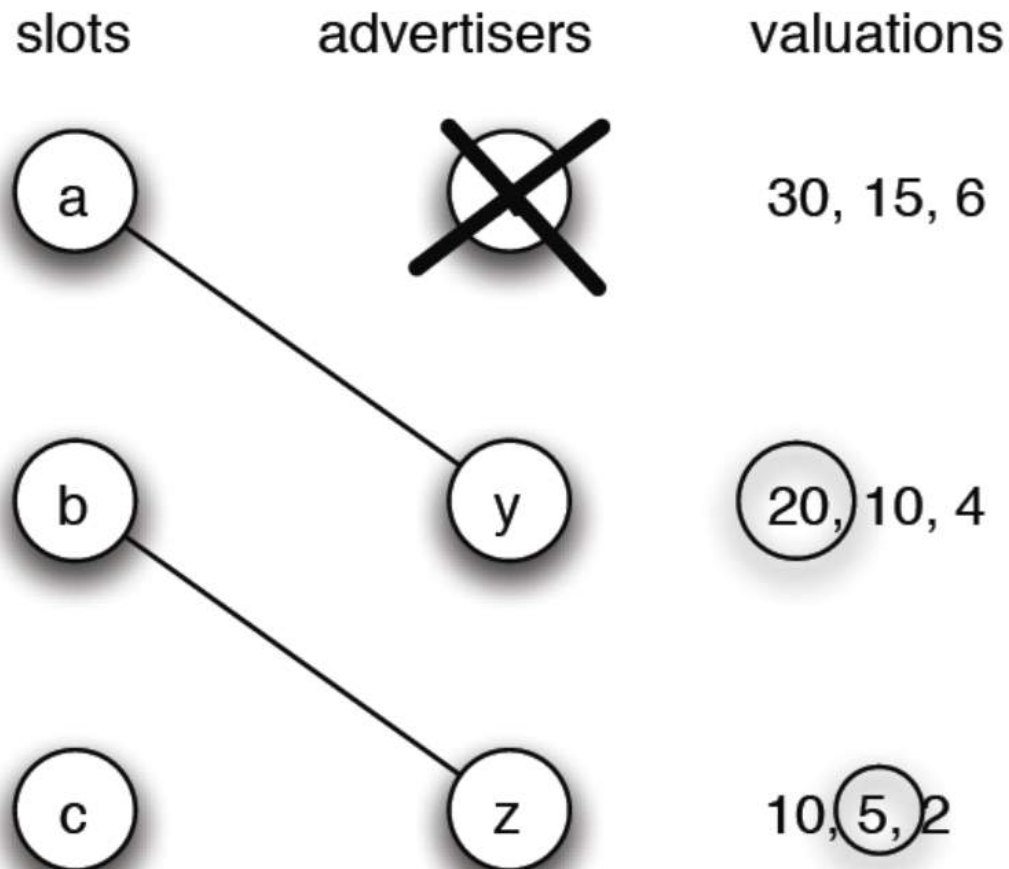 slots advertisers valuations
a 30, 15, 6
b y 20, 10, 4
c z 10, 5, 2